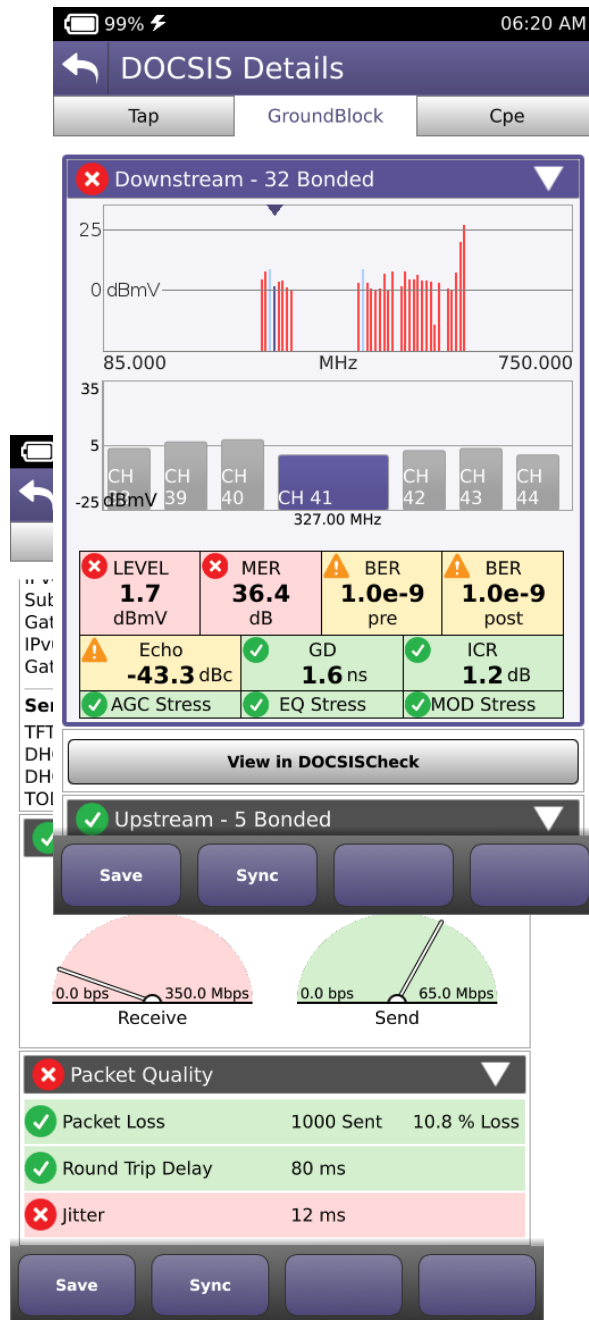 99%
06:20 AM
DOCSIS Details
Tap
GroundBlock
Cpe
Downstream - 32 Bonded
25
0 dBmV
85.000
MHz
750.000
35
5
-25 dBmV
CH
CH 39
CH 40
CH 41
CH 42
CH 43
CH 44
327.00 MHz
LEVEL
1.7
dBmV
MER
36.4
dB
BER
1.0e-9
pre
BER
1.0e-9
post
Echo
-43.3 dBc
GD
1.6 ns
ICR
1.2 dB
AGC Stress
EQ Stress
MOD Stress
View in DOCSISCheck
Upstream - 5 Bonded
Save
Sync
Gat
Gat
TFT
0.0 bps
350.0 Mbps
Receive
0.0 bps
65.0 Mbps
Send
Packet Quality
Packet Loss
1000 Sent
10.8 % Loss
Round Trip Delay
80 ms
Jitter
12 ms
Save
Sync